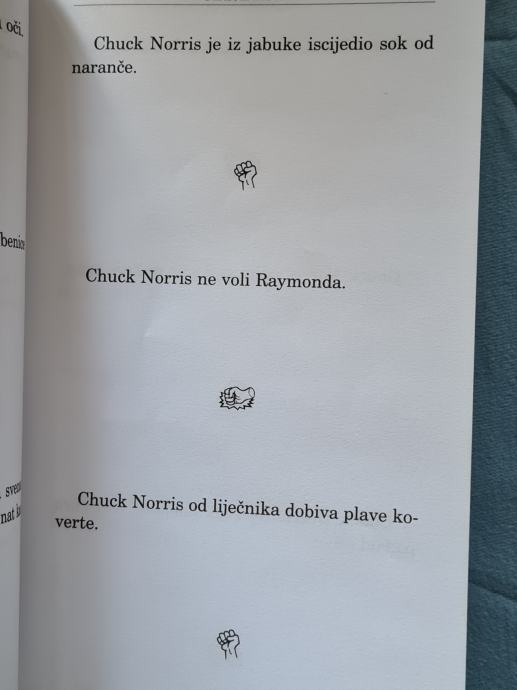 oči.
Chuck Norris je iz jabuke iscijedio sok od
naranče.
Chuck Norris ne voli Raymonda.
Chuck Norris od liječnika dobiva plave ko-
verte.